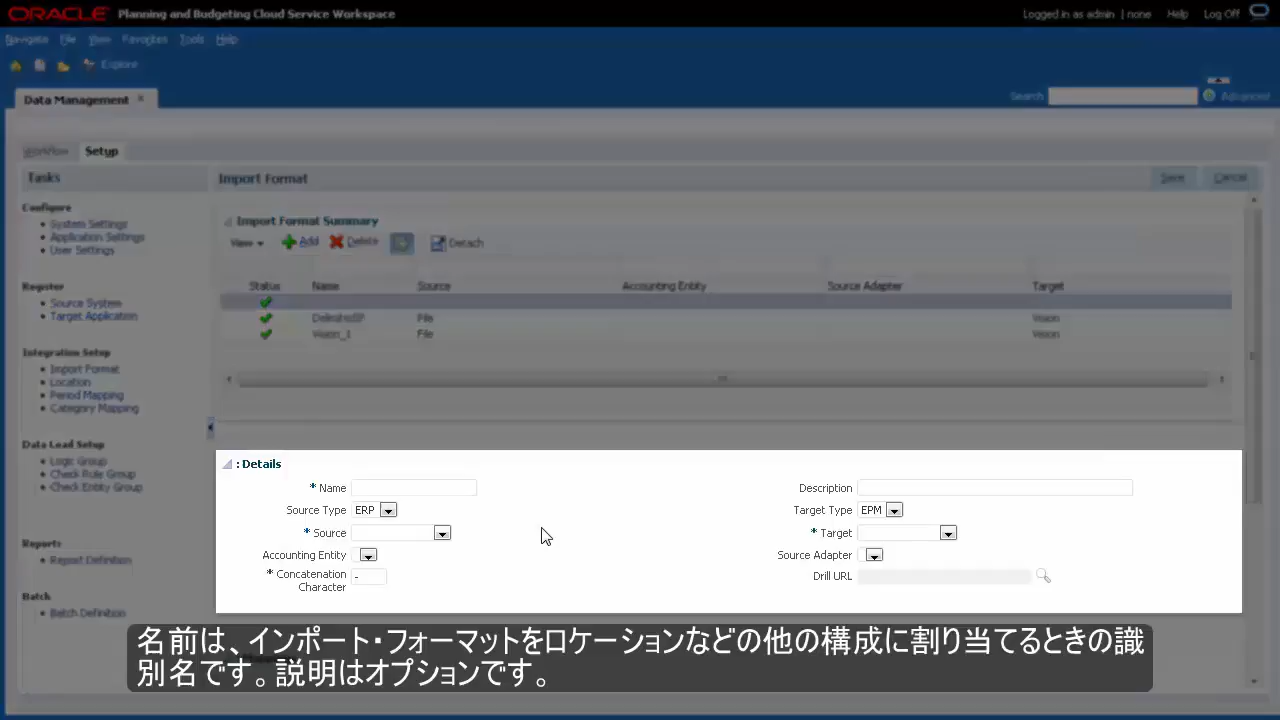 ORACLE Planning and Budgeting Cloud Service Workspace
Logged in as admin | none Help Log Off
Navigate File View Favorites Tools Help
Explore
Data Management
Search Advanced
Workflow Setup
Tasks
Import Format
Save Cancel
Configure
System Settings
Application Settings
User Settings
Register
Source System
Target Application
Integration Setup
Import Format
Location
Period Mapping
Category Mapping
Data Load Setup
Logic Group
Check Rule Group
Check Entity Group
Reports
Report Definition
Batch
Batch Definition
Import Format Summary
View Add Delete Detach
Status Name Source Accounting Entity Source Adapter Target
DelimitedIF File Vision
Vision_1 File Vision
: Details
* Name
Description
Source Type ERP
Target Type EPM
* Source
* Target
Accounting Entity
Source Adapter
* Concatenation
Character
-
Drill URL
名前は、インポート・フォーマットをロケーションなどの他の構成に割り当てるときの識
別名です。説明はオプションです。